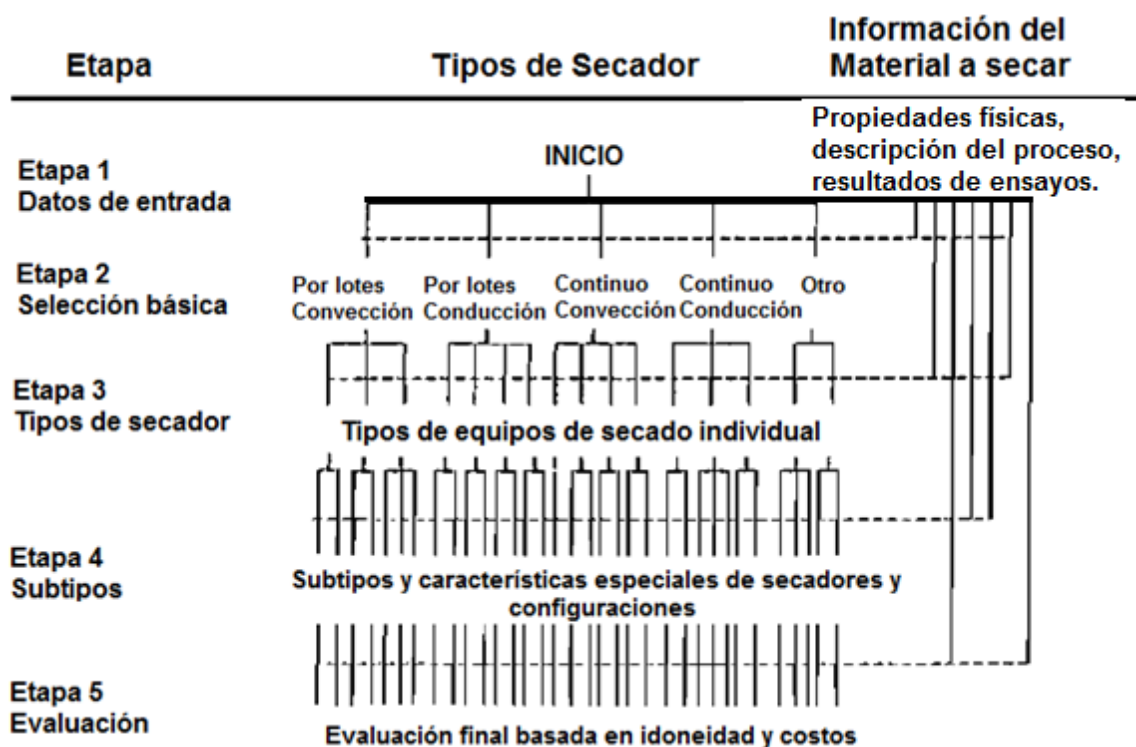 Etapa
Tipos de Secador
Información del
Material a secar
Etapa 1
Datos de entrada
INICIO
Propiedades físicas,
descripción del proceso,
resultados de ensayos.
Etapa 2
Selección básica
Por lotes
Convección
Por lotes
Conducción
Continuo
Convección
Continuo
Conducción
Otro
Etapa 3
Tipos de secador
Tipos de equipos de secado individual
Etapa 4
Subtipos
Subtipos y características especiales de secadores y
configuraciones
Etapa 5
Evaluación
Evaluación final basada en idoneidad y costos